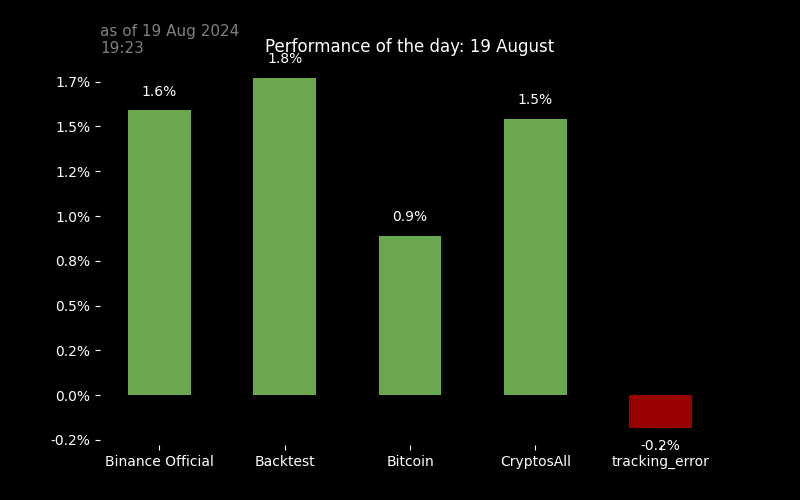 as of 19 Aug 2024
19:23
Performance of the day: 19 August
1.8%
1.6%
1.5%
0.9%
-0.2%
1.7%
1.5%
1.2%
1.0%
0.8%
0.5%
0.2%
0.0%
-0.2%
Binance Official
Backtest
Bitcoin
CryptosAll
tracking_error